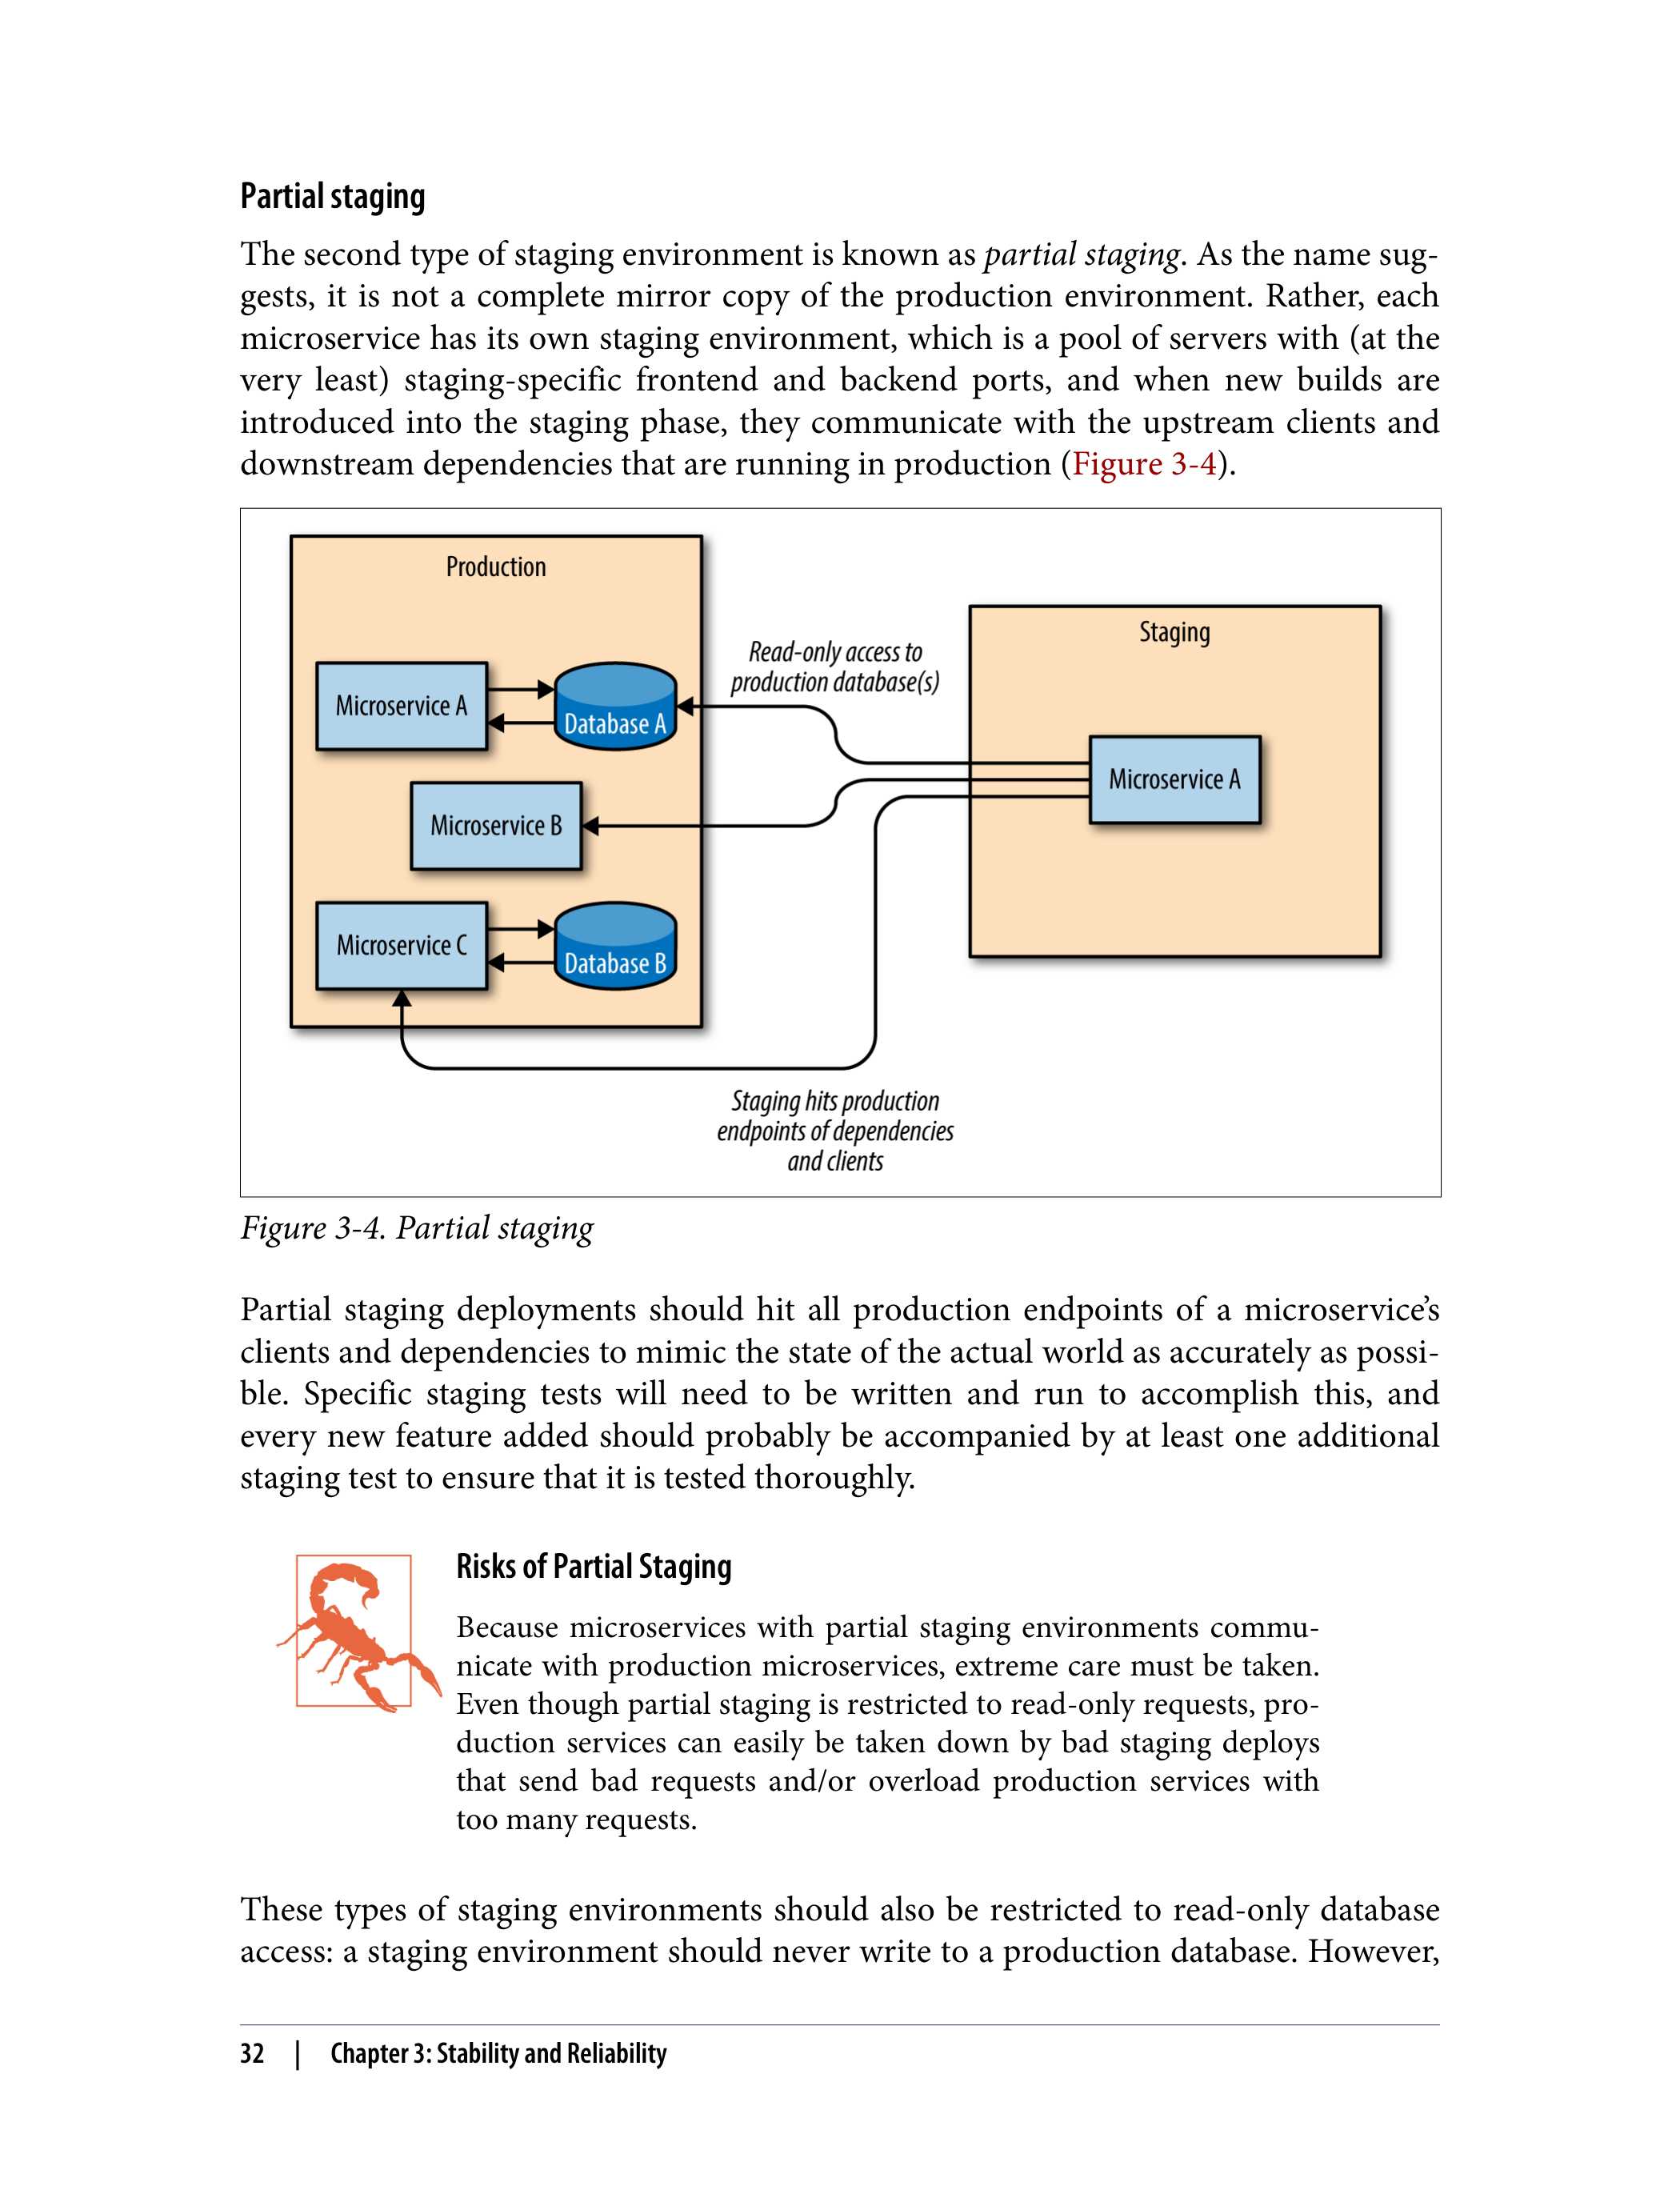 Partial staging
The second type of staging environment is known as partial staging. As the name sug-
gests, it is not a complete mirror copy of the production environment. Rather, each
microservice has its own staging environment, which is a pool of servers with (at the
very least) staging-specific frontend and backend ports, and when new builds are
introduced into the staging phase, they communicate with the upstream clients and
downstream dependencies that are running in production (Figure 3-4).
Production
Staging
Read-only access to
production database(s)
Microservice A
Database A
Microservice A
Microservice B
Microservice C
Database B
Staging hits production
endpoints of dependencies
and clients
Figure 3-4. Partial staging
Partial staging deployments should hit all production endpoints of a microservice’s
clients and dependencies to mimic the state of the actual world as accurately as possi-
ble. Specific staging tests will need to be written and run to accomplish this, and
every new feature added should probably be accompanied by at least one additional
staging test to ensure that it is tested thoroughly.
Risks of Partial Staging
Because microservices with partial staging environments commu-
nicate with production microservices, extreme care must be taken.
Even though partial staging is restricted to read-only requests, pro-
duction services can easily be taken down by bad staging deploys
that send bad requests and/or overload production services with
too many requests.
These types of staging environments should also be restricted to read-only database
access: a staging environment should never write to a production database. However,
32 | Chapter 3: Stability and Reliability